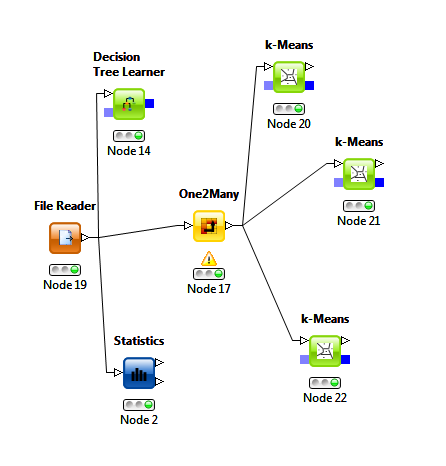 k-Means
Node 20
Decision
Tree Learner
Node 14
k-Means
Node 21
One2Many
Node 17
File Reader
Node 19
k-Means
Node 22
Statistics
Node 2